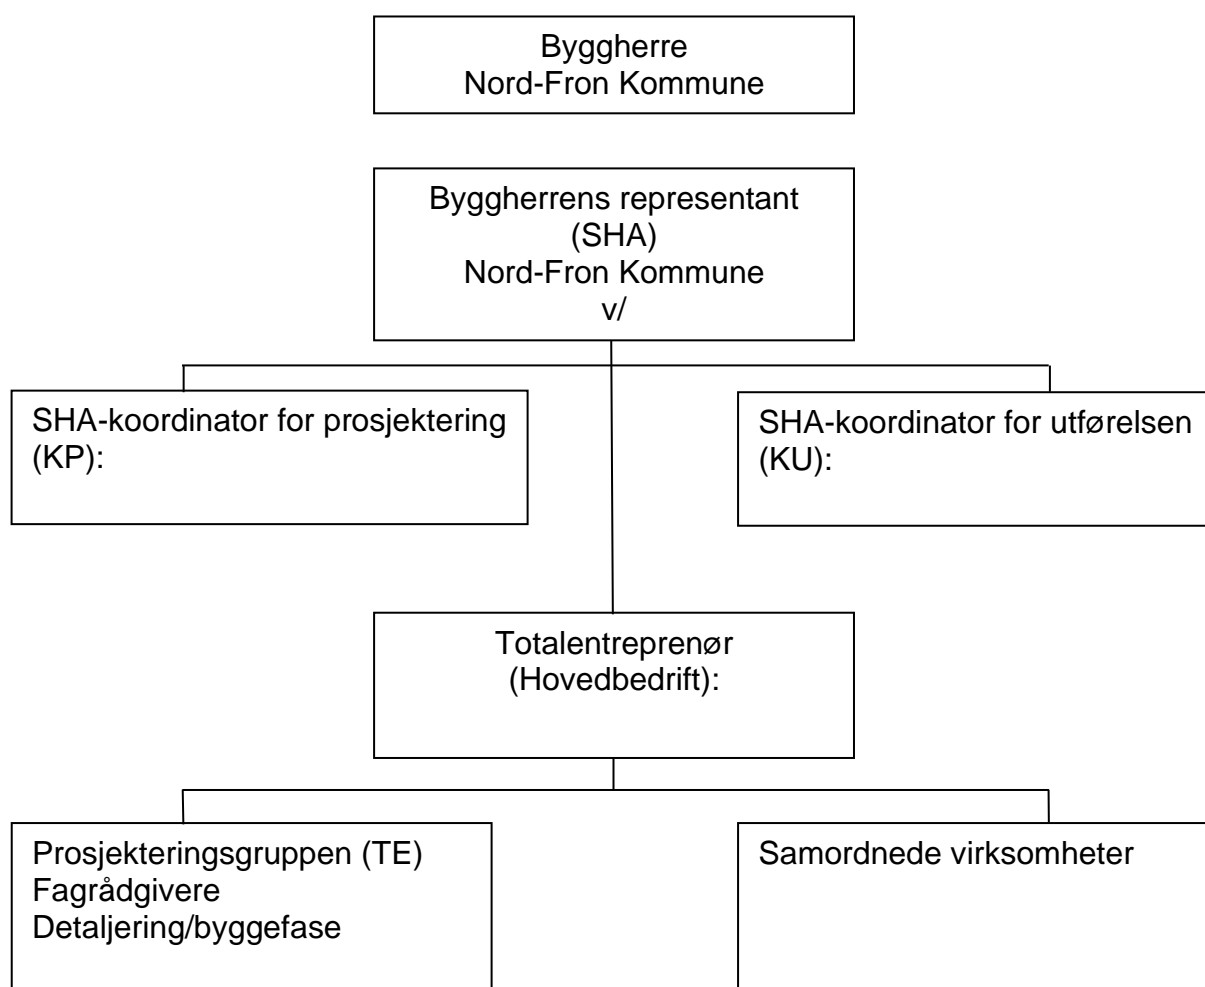 Byggherre
Nord-Fron Kommune
Byggherrens representant
(SHA)
Nord-Fron Kommune
v/
SHA-koordinator for prosjektering
(KP):
SHA-koordinator for utførelsen
(KU):
Totalentreprenør
(Hovedbedrift):
Prosjekteringsgruppen (TE)
Fagrådgivere
Detaljering/byggefase
Samordnede virksomheter